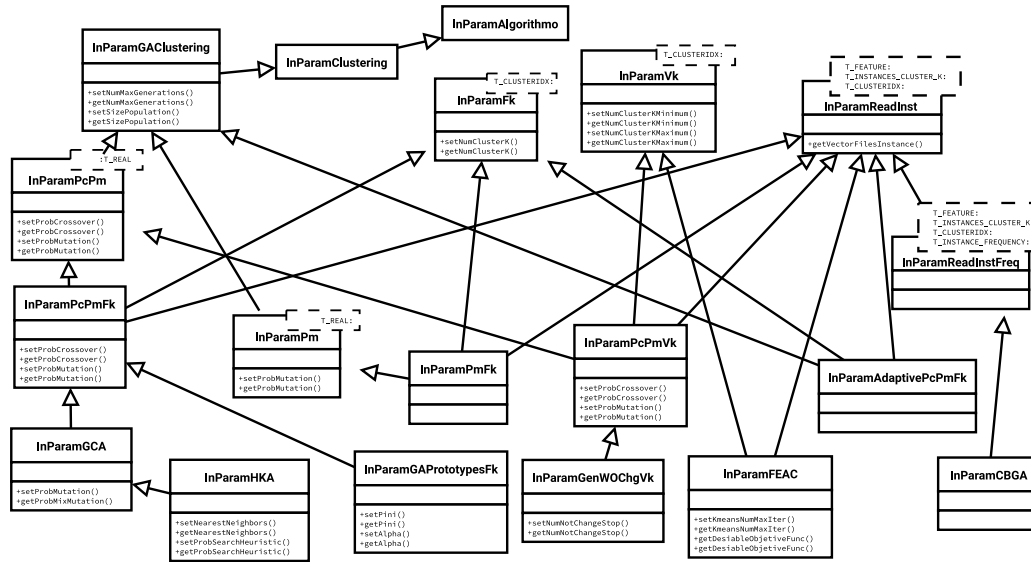 InParamAlgorithmo
InParamGAClustering
+setNumMaxGenerations()
+getNumMaxGenerations()
+setSizePopulation()
+getSizePopulation()
InParamClustering
T_CLUSTERIDX:
InParamFk
+setNumClusterK()
+getNumClusterK()
T_CLUSTERIDX:
InParamVk
+setNumClusterKMinimum()
+getNumClusterKMinimum()
+setNumClusterKMaximum()
+getNumClusterKMaximum()
T_FEATURE:
T_INSTANCES_CLUSTER_K:
T_CLUSTERIDX:
InParamReadInst
+getVectorFilesInstance()
:T_REAL
InParamPcPm
+setProbCrossover()
+getProbCrossover()
+setProbMutation()
+getProbMutation()
T_FEATURE:
T_INSTANCES_CLUSTER_K
T_CLUSTERIDX:
T_INSTANCE_FREQUENCY:
InParamReadInstFreq
InParamPcPmFk
+setProbCrossover()
+getProbCrossover()
+setProbMutation()
+getProbMutation()
T_REAL:
InParamPm
+setProbMutation()
+getProbMutation()
InParamPmFk
InParamPcPmVk
+setProbCrossover()
+getProbCrossover()
+setProbMutation()
+getProbMutation()
InParamAdaptivePcPmFk
InParamGCA
+setProbMutation()
+getProbMixMutation()
InParamHKA
+setNearestNeighbors()
+getNearestNeighbors()
+setProbSearchHeuristic()
+getProbSearchHeuristic()
InParamGAPrototypesFk
+setPini()
+getPini()
+setAlpha()
+getAlpha()
InParamGenWOChgVk
+setNumNotChangeStop()
+getNumNotChangeStop()
InParamFEAC
+setKmeansNumMaxIter()
+getKmeansNumMaxIter()
+getDesiableObjetiveFunc()
+getDesiableObjetiveFunc()
InParamCBGA